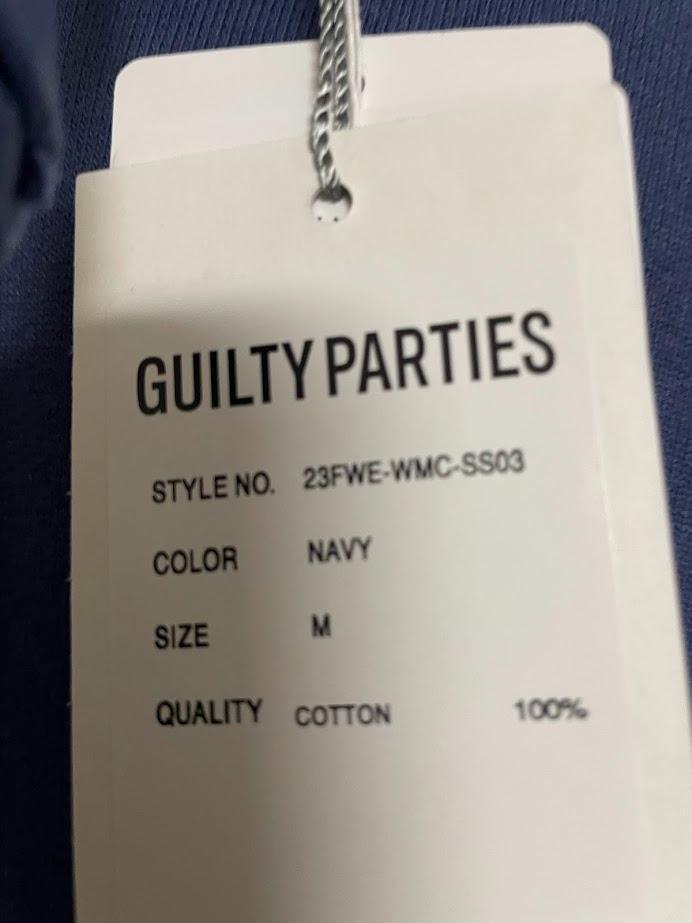 GUILTY PARTIES
STYLE NO. 23FWE-WMC-SS03
COLOR NAVY
SIZE M
QUALITY COTTON 100%